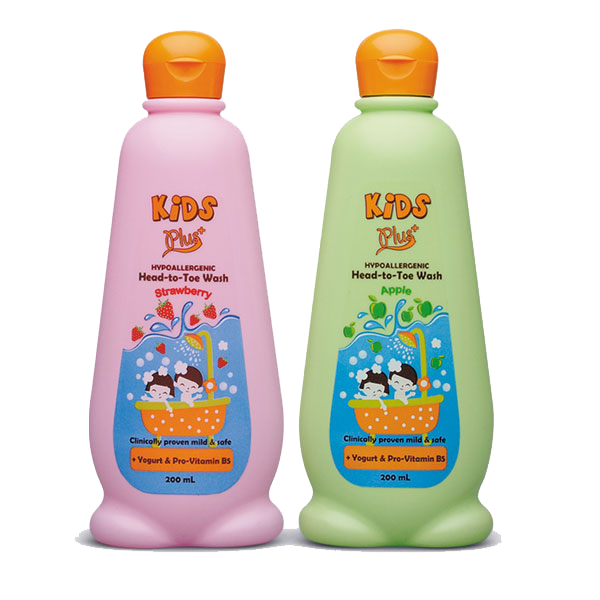 KiDS
Plus+
HYPOALLERGENIC
Head-to-Toe Wash
Strawberry
Clinically proven mild & safe
+ Yogurt & Pro-Vitamin B5
200 mL
KiDS
Plus+
HYPOALLERGENIC
Head-to-Toe Wash
Apple
Clinically proven mild & safe
+ Yogurt & Pro-Vitamin B5
200 mL